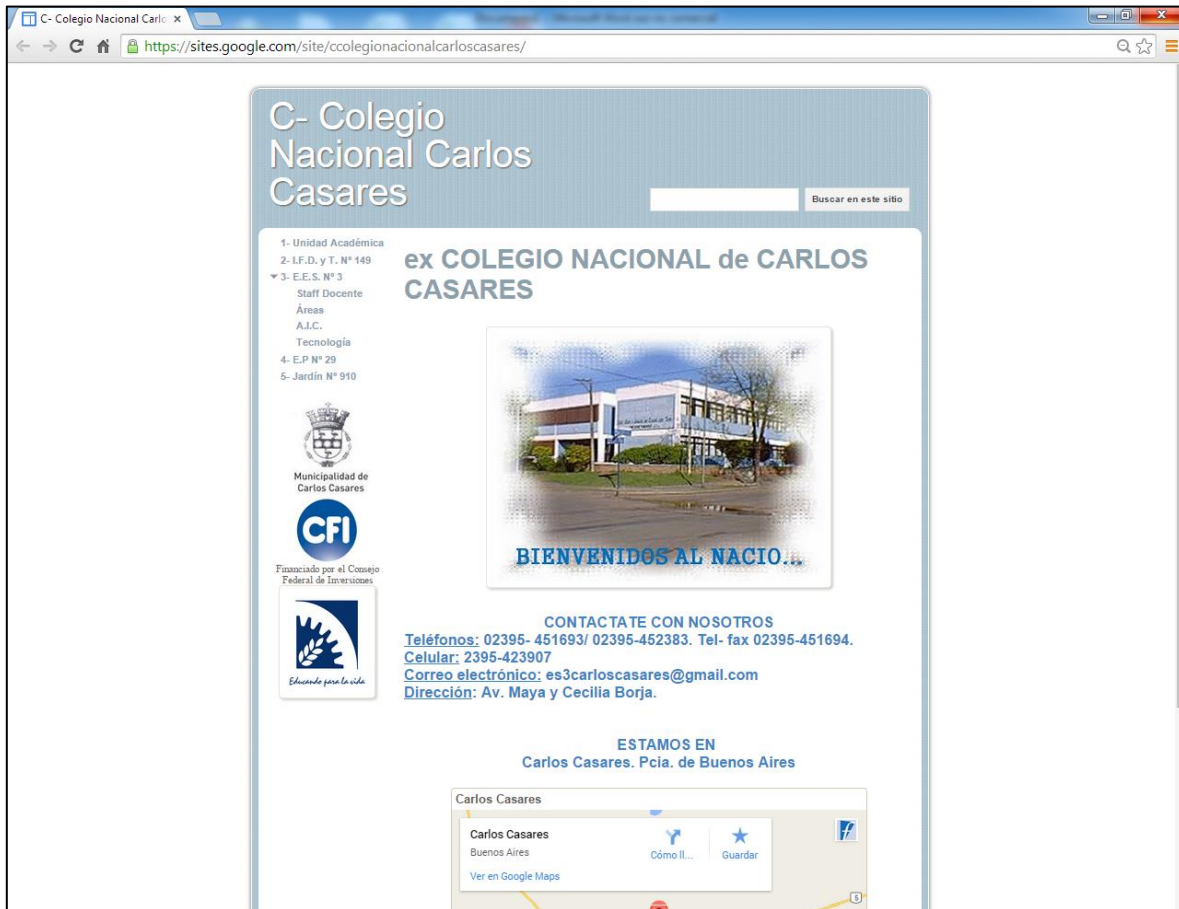 C- Colegio Nacional Carlo
https://sites.google.com/site/ccolegionacionalcarloscasares/
C- Colegio
Nacional Carlos
Casares
Buscar en este sitio
1- Unidad Académica
2- I.F.D. y T. Nº 149
3- E.E.S. Nº 3
Staff Docente
Áreas
A.I.C.
Tecnología
4- E.P Nº 29
5- Jardín Nº 910
Municipalidad de
Carlos Casares
CFI
Financiado por el Consejo
Federal de Inversiones
Educando para la vida
ex COLEGIO NACIONAL de CARLOS
CASARES
BIENVENIDOS AL NACIO...
CONTACTATE CON NOSOTROS
Teléfonos: 02395- 451693/ 02395-452383. Tel- fax 02395-451694.
Celular: 2395-423907
Correo electrónico: es3carloscasares@gmail.com
Dirección: Av. Maya y Cecilia Borja.
ESTAMOS EN
Carlos Casares. Pcia. de Buenos Aires
Carlos Casares
Carlos Casares
Buenos Aires
Ver en Google Maps
Cómo ll...
Guardar
5